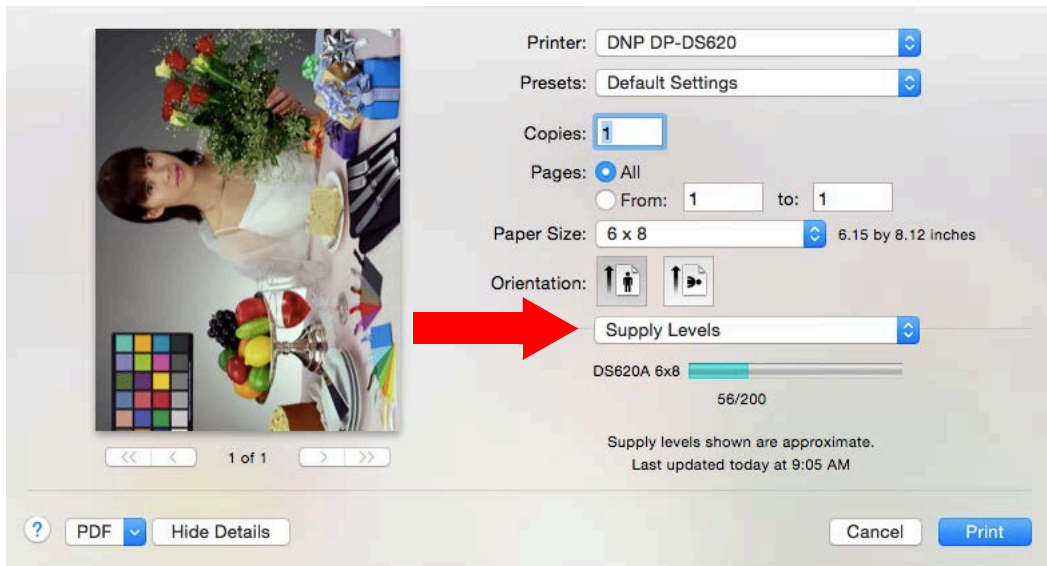 Printer: DNP DP-DS620
Presets: Default Settings
Copies: 1
Pages: All
From: 1 to: 1
Paper Size: 6 x 8 6.15 by 8.12 inches
Orientation:
Supply Levels
DS620A 6x8
56/200
Supply levels shown are approximate.
Last updated today at 9:05 AM
<< < 1 of 1 > >>
? PDF Hide Details Cancel Print